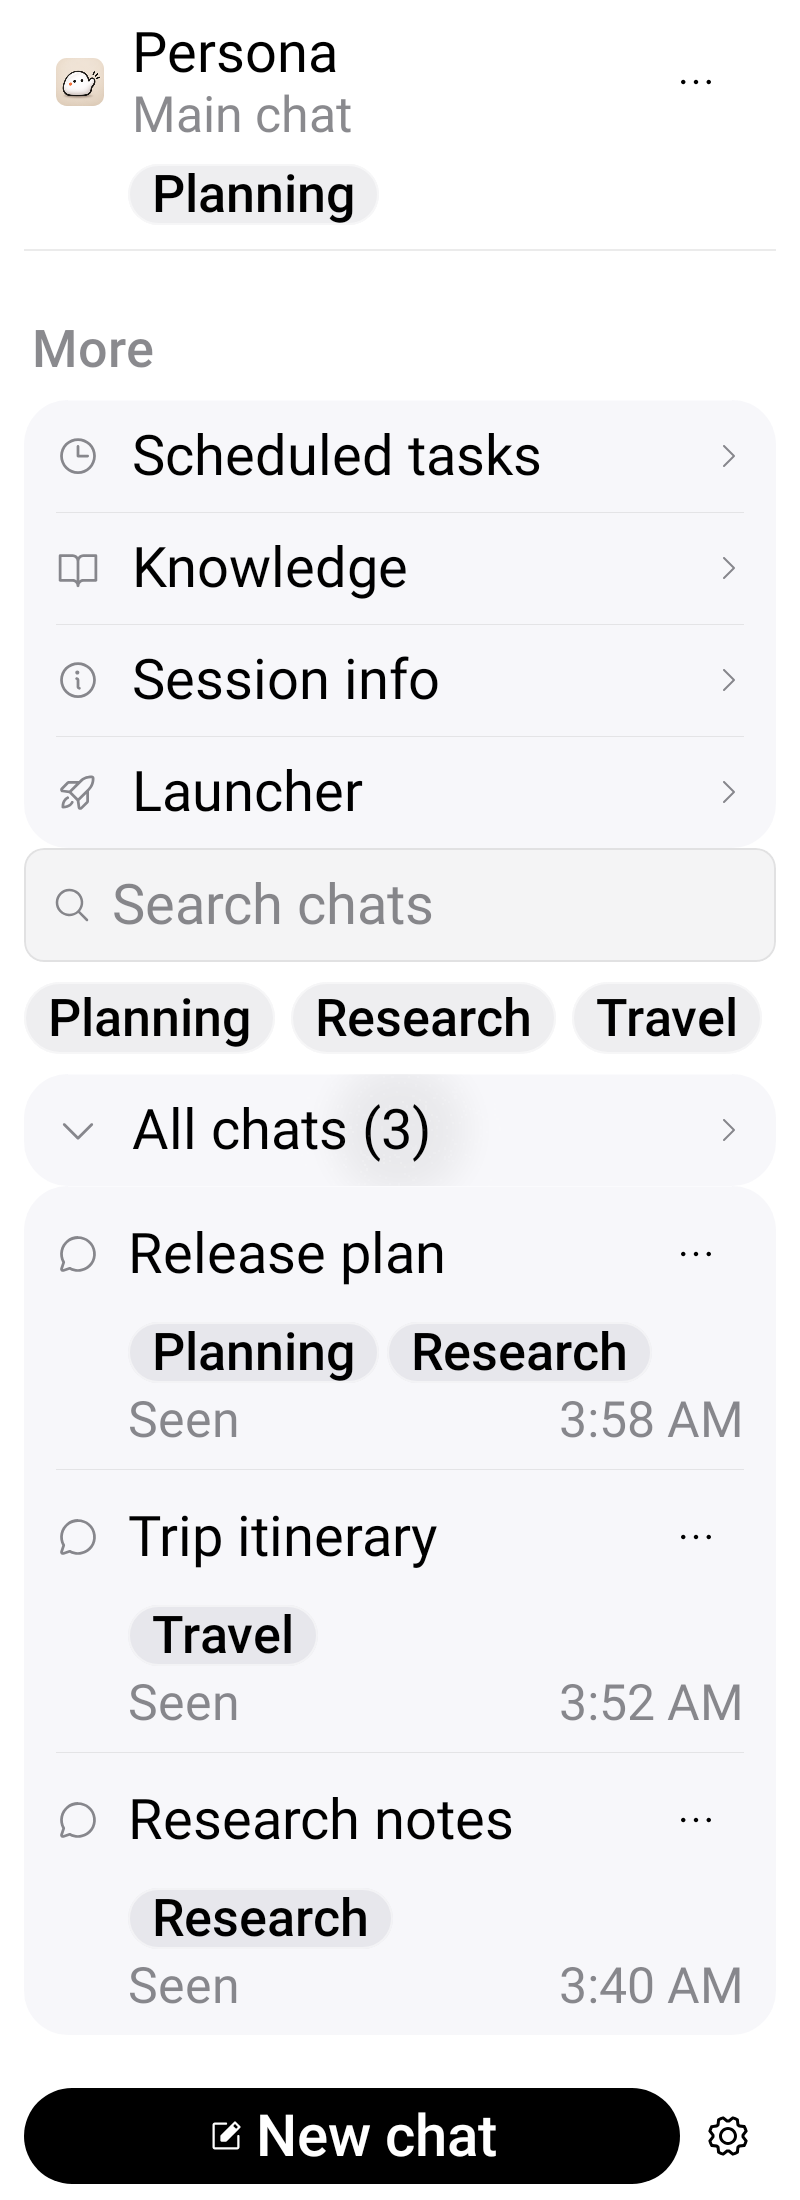 Persona
Main chat
Planning
More
Scheduled tasks
Knowledge
Session info
Launcher
Search chats
Planning Research Travel
All chats (3)
Release plan
Planning Research
Seen 3:58 AM
Trip itinerary
Travel
Seen 3:52 AM
Research notes
Research
Seen 3:40 AM
New chat